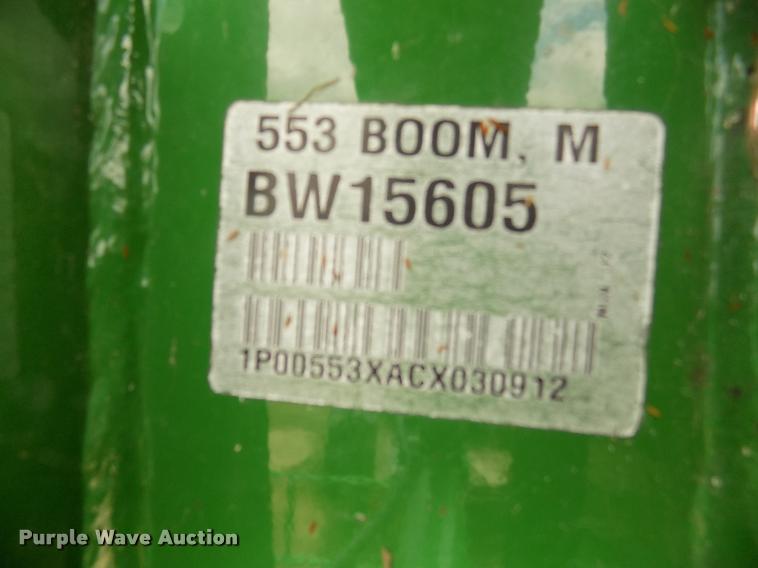 553 BOOM, M
BW15605
1P00553XACX030912
Purple Wave Auction